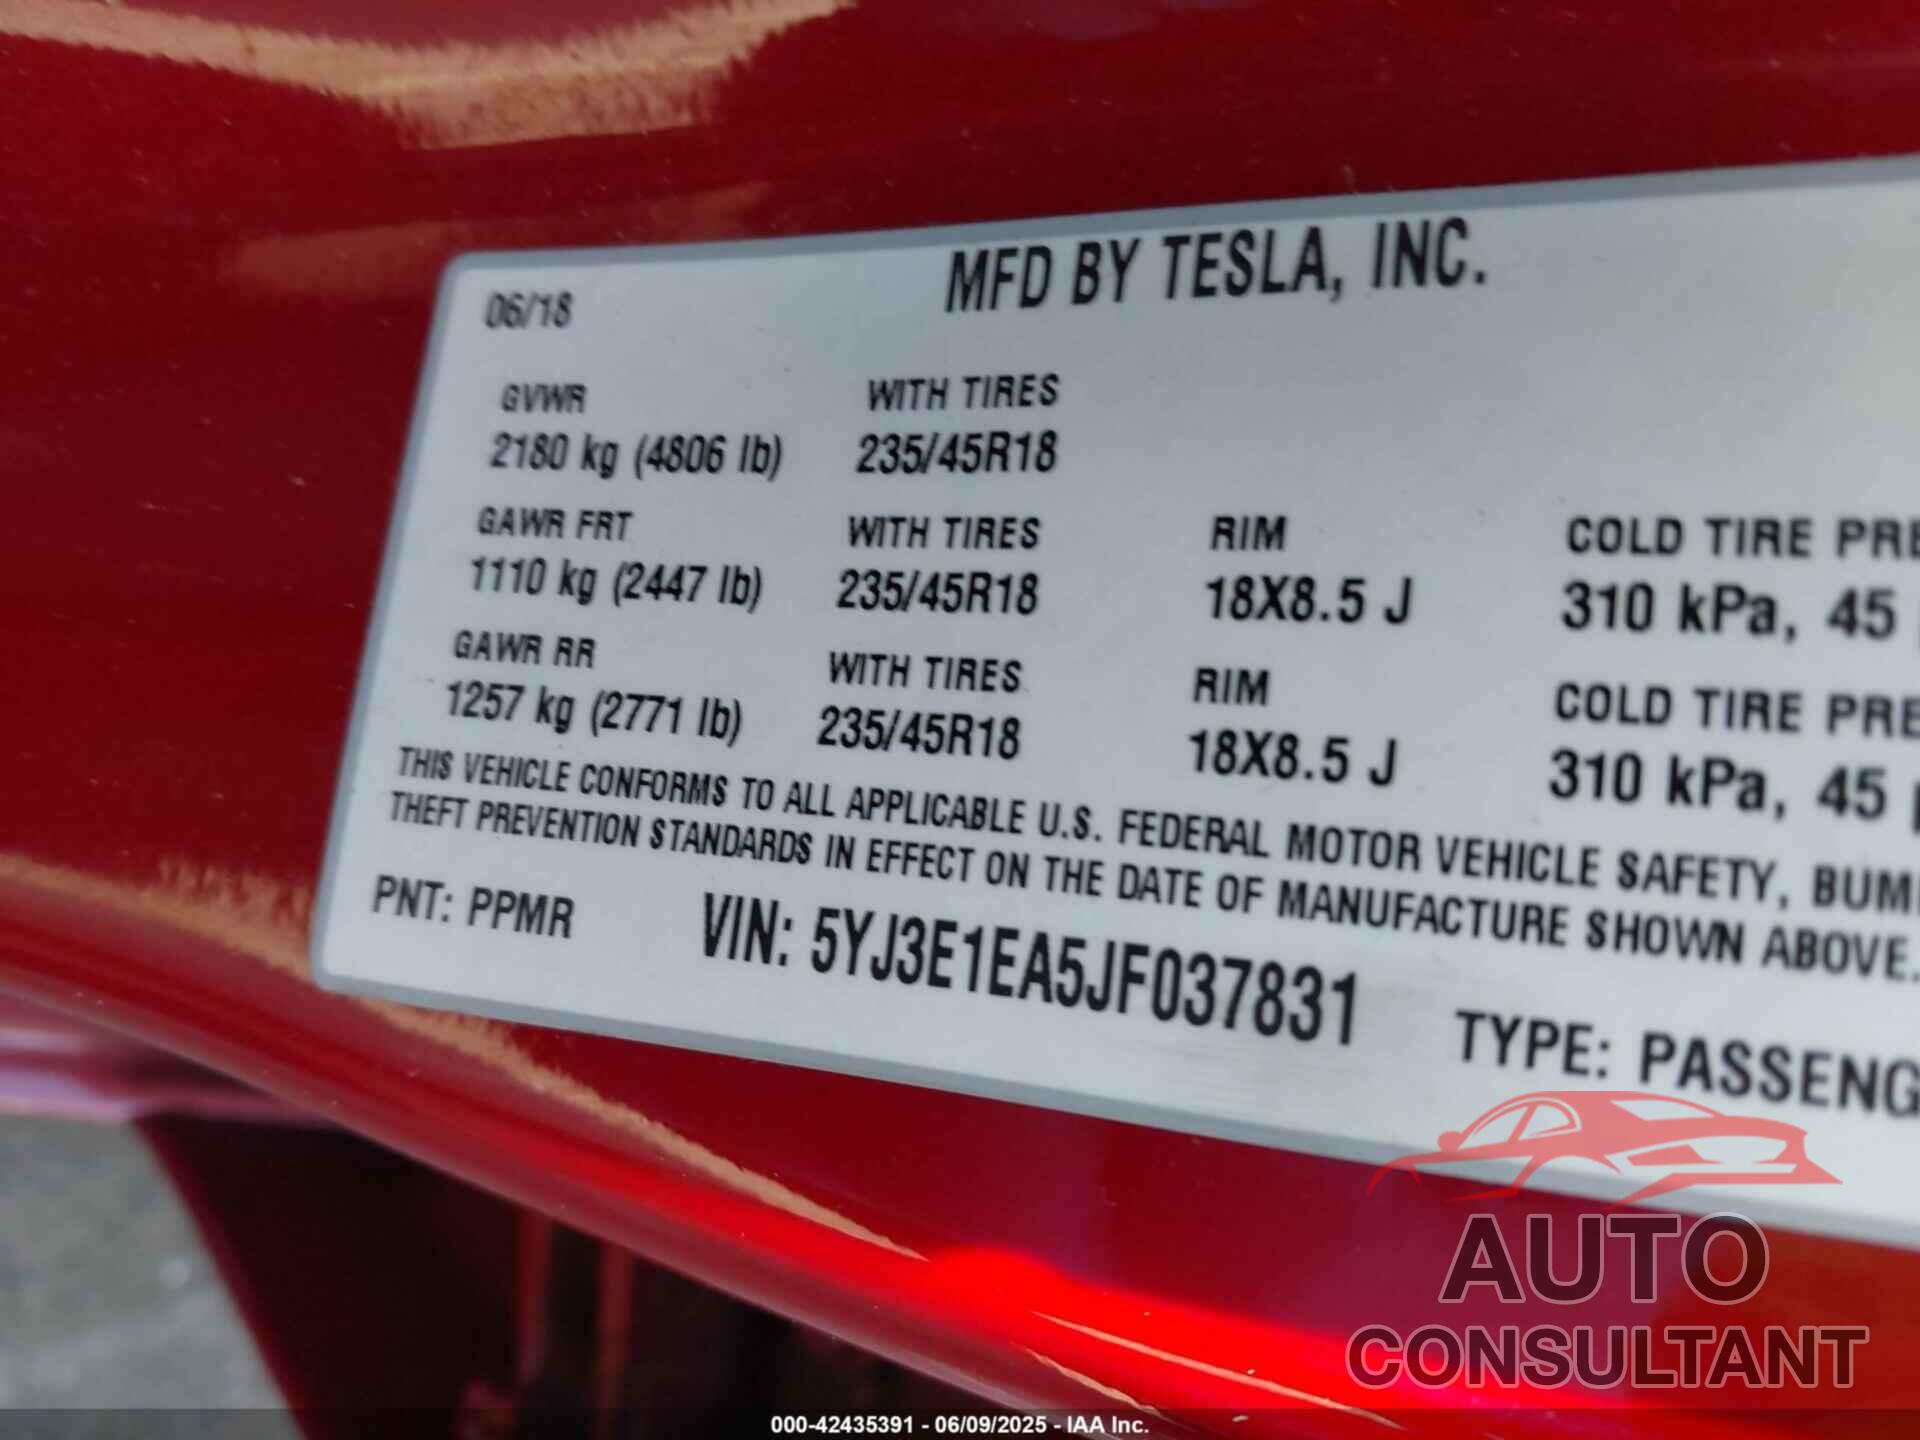 MFD BY TESLA, INC.
06/18
GVWR WITH TIRES
2180 kg (4806 lb) 235/45R18
GAWR FRT WITH TIRES RIM COLD TIRE PRE
1110 kg (2447 lb) 235/45R18 18X8.5 J 310 kPa, 45
GAWR RR WITH TIRES RIM COLD TIRE PRE
1257 kg (2771 lb) 235/45R18 18X8.5 J 310 kPa, 45
THIS VEHICLE CONFORMS TO ALL APPLICABLE U.S. FEDERAL MOTOR VEHICLE SAFETY, BUM
THEFT PREVENTION STANDARDS IN EFFECT ON THE DATE OF MANUFACTURE SHOWN ABOVE.
PNT: PPMR VIN: 5YJ3E1EA5JF037831 TYPE: PASSENG
AUTO
CONSULTANT
000-42435391 - 06/09/2025 - IAA Inc.